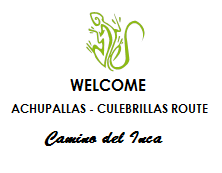 WELCOME
ACHUPALLAS - CULEBRILLAS ROUTE
Camino del Inca